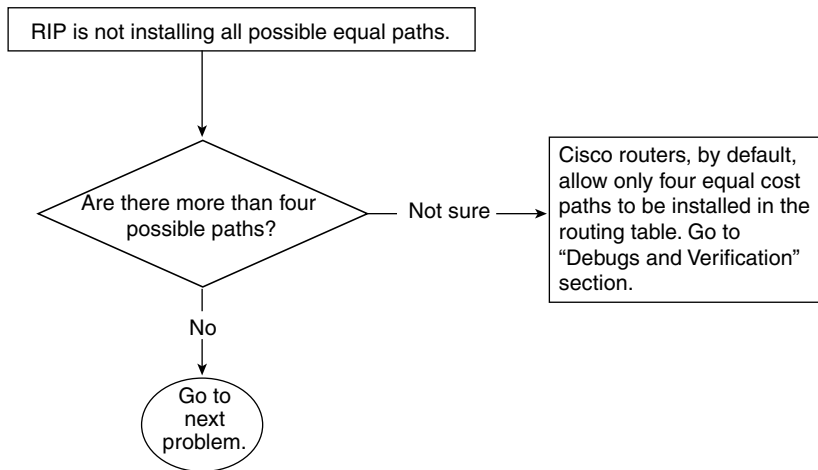 RIP is not installing all possible equal paths.
Are there more than four
possible paths?
Not sure
Cisco routers, by default,
allow only four equal cost
paths to be installed in the
routing table. Go to
“Debugs and Verification”
section.
No
Go to
next
problem.